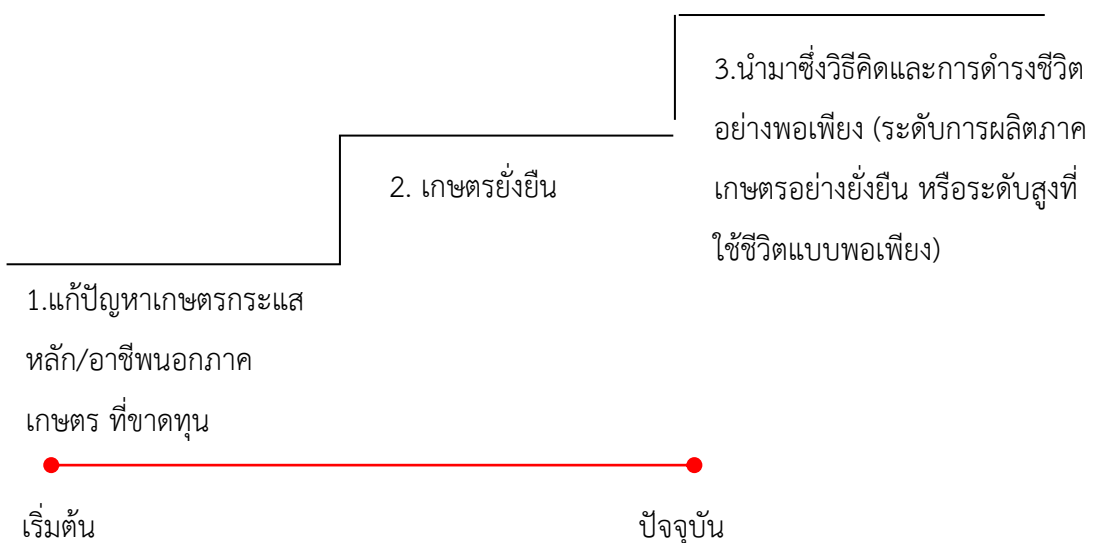 3.นำมาซึ่งวิธีคิดและการดำรงชีวิต
อย่างพอเพียง (ระดับการผลิตภาค
เกษตรอย่างยั่งยืน หรือระดับสูงที่
ใช้ชีวิตแบบพอเพียง)
2. เกษตรยั่งยืน
1.แก้ปัญหาเกษตรกระแส
หลัก/อาชีพนอกภาค
เกษตร ที่ขาดทุน
เริ่มต้น
ปัจจุบัน